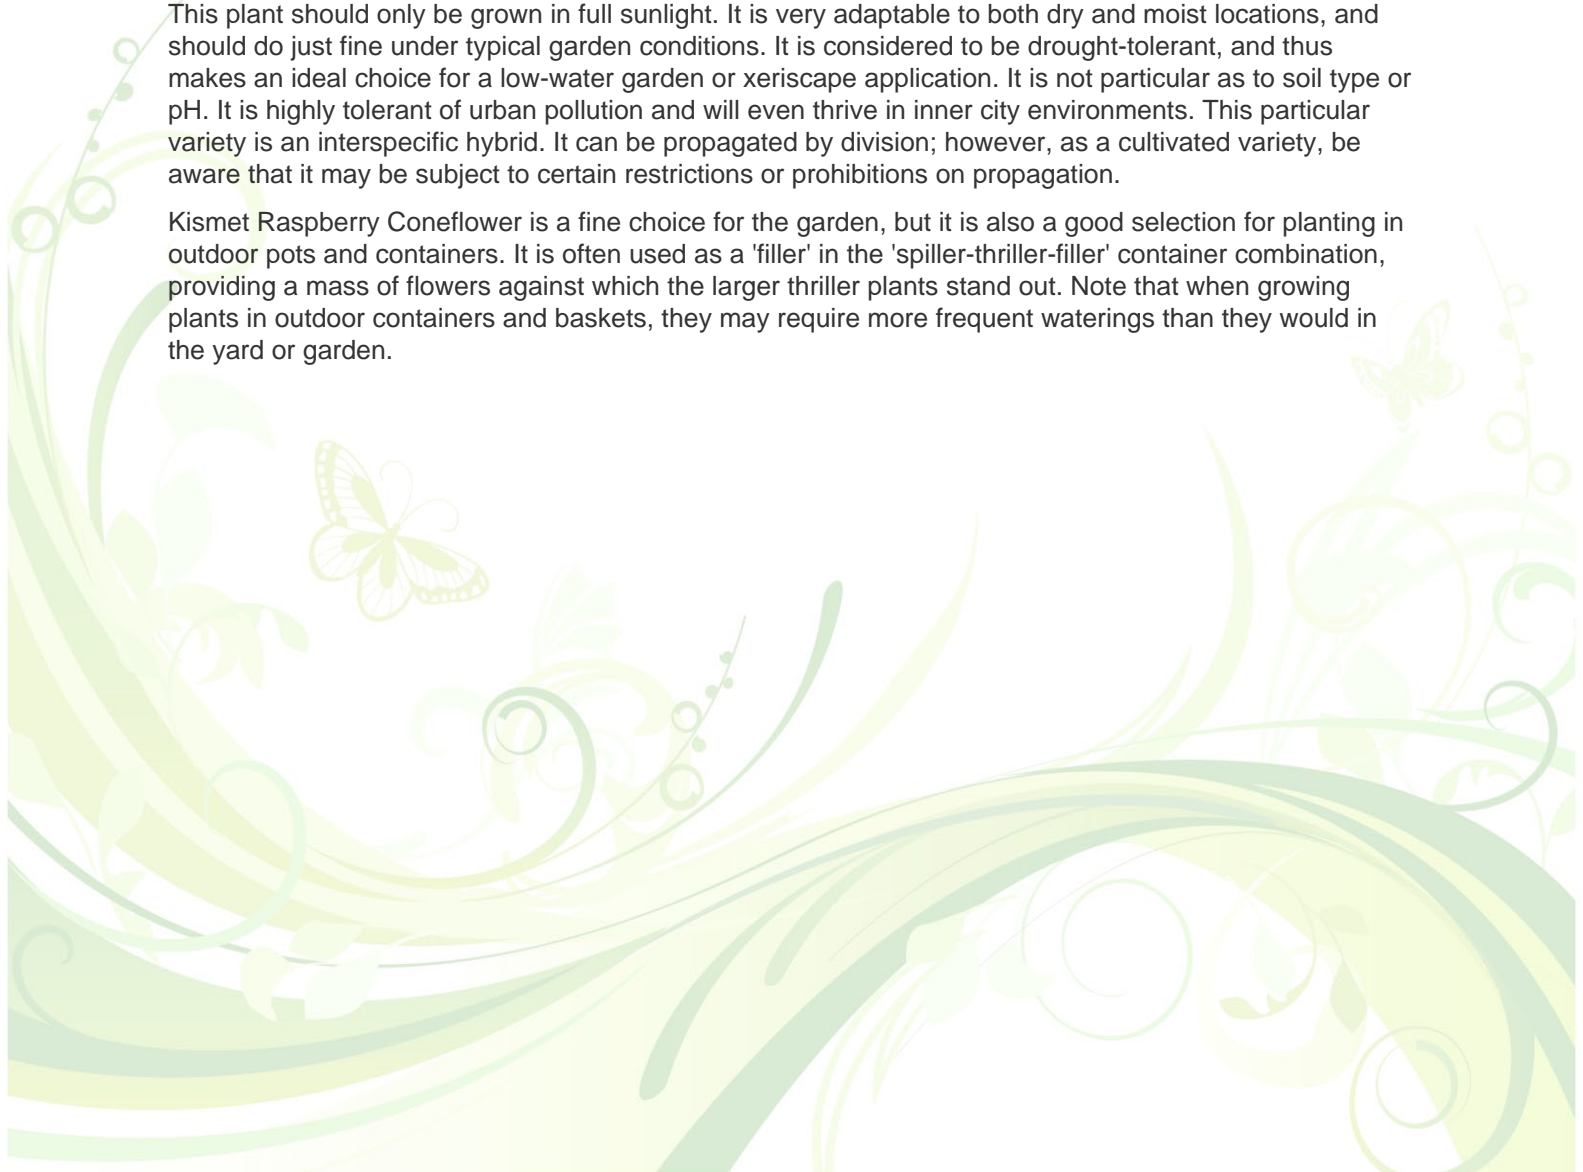 This plant should only be grown in full sunlight. It is very adaptable to both dry and moist locations, and
should do just fine under typical garden conditions. It is considered to be drought-tolerant, and thus
makes an ideal choice for a low-water garden or xeriscape application. It is not particular as to soil type or
pH. It is highly tolerant of urban pollution and will even thrive in inner city environments. This particular
variety is an interspecific hybrid. It can be propagated by division; however, as a cultivated variety, be
aware that it may be subject to certain restrictions or prohibitions on propagation.
Kismet Raspberry Coneflower is a fine choice for the garden, but it is also a good selection for planting in
outdoor pots and containers. It is often used as a 'filler' in the 'spiller-thriller-filler' container combination,
providing a mass of flowers against which the larger thriller plants stand out. Note that when growing
plants in outdoor containers and baskets, they may require more frequent waterings than they would in
the yard or garden.